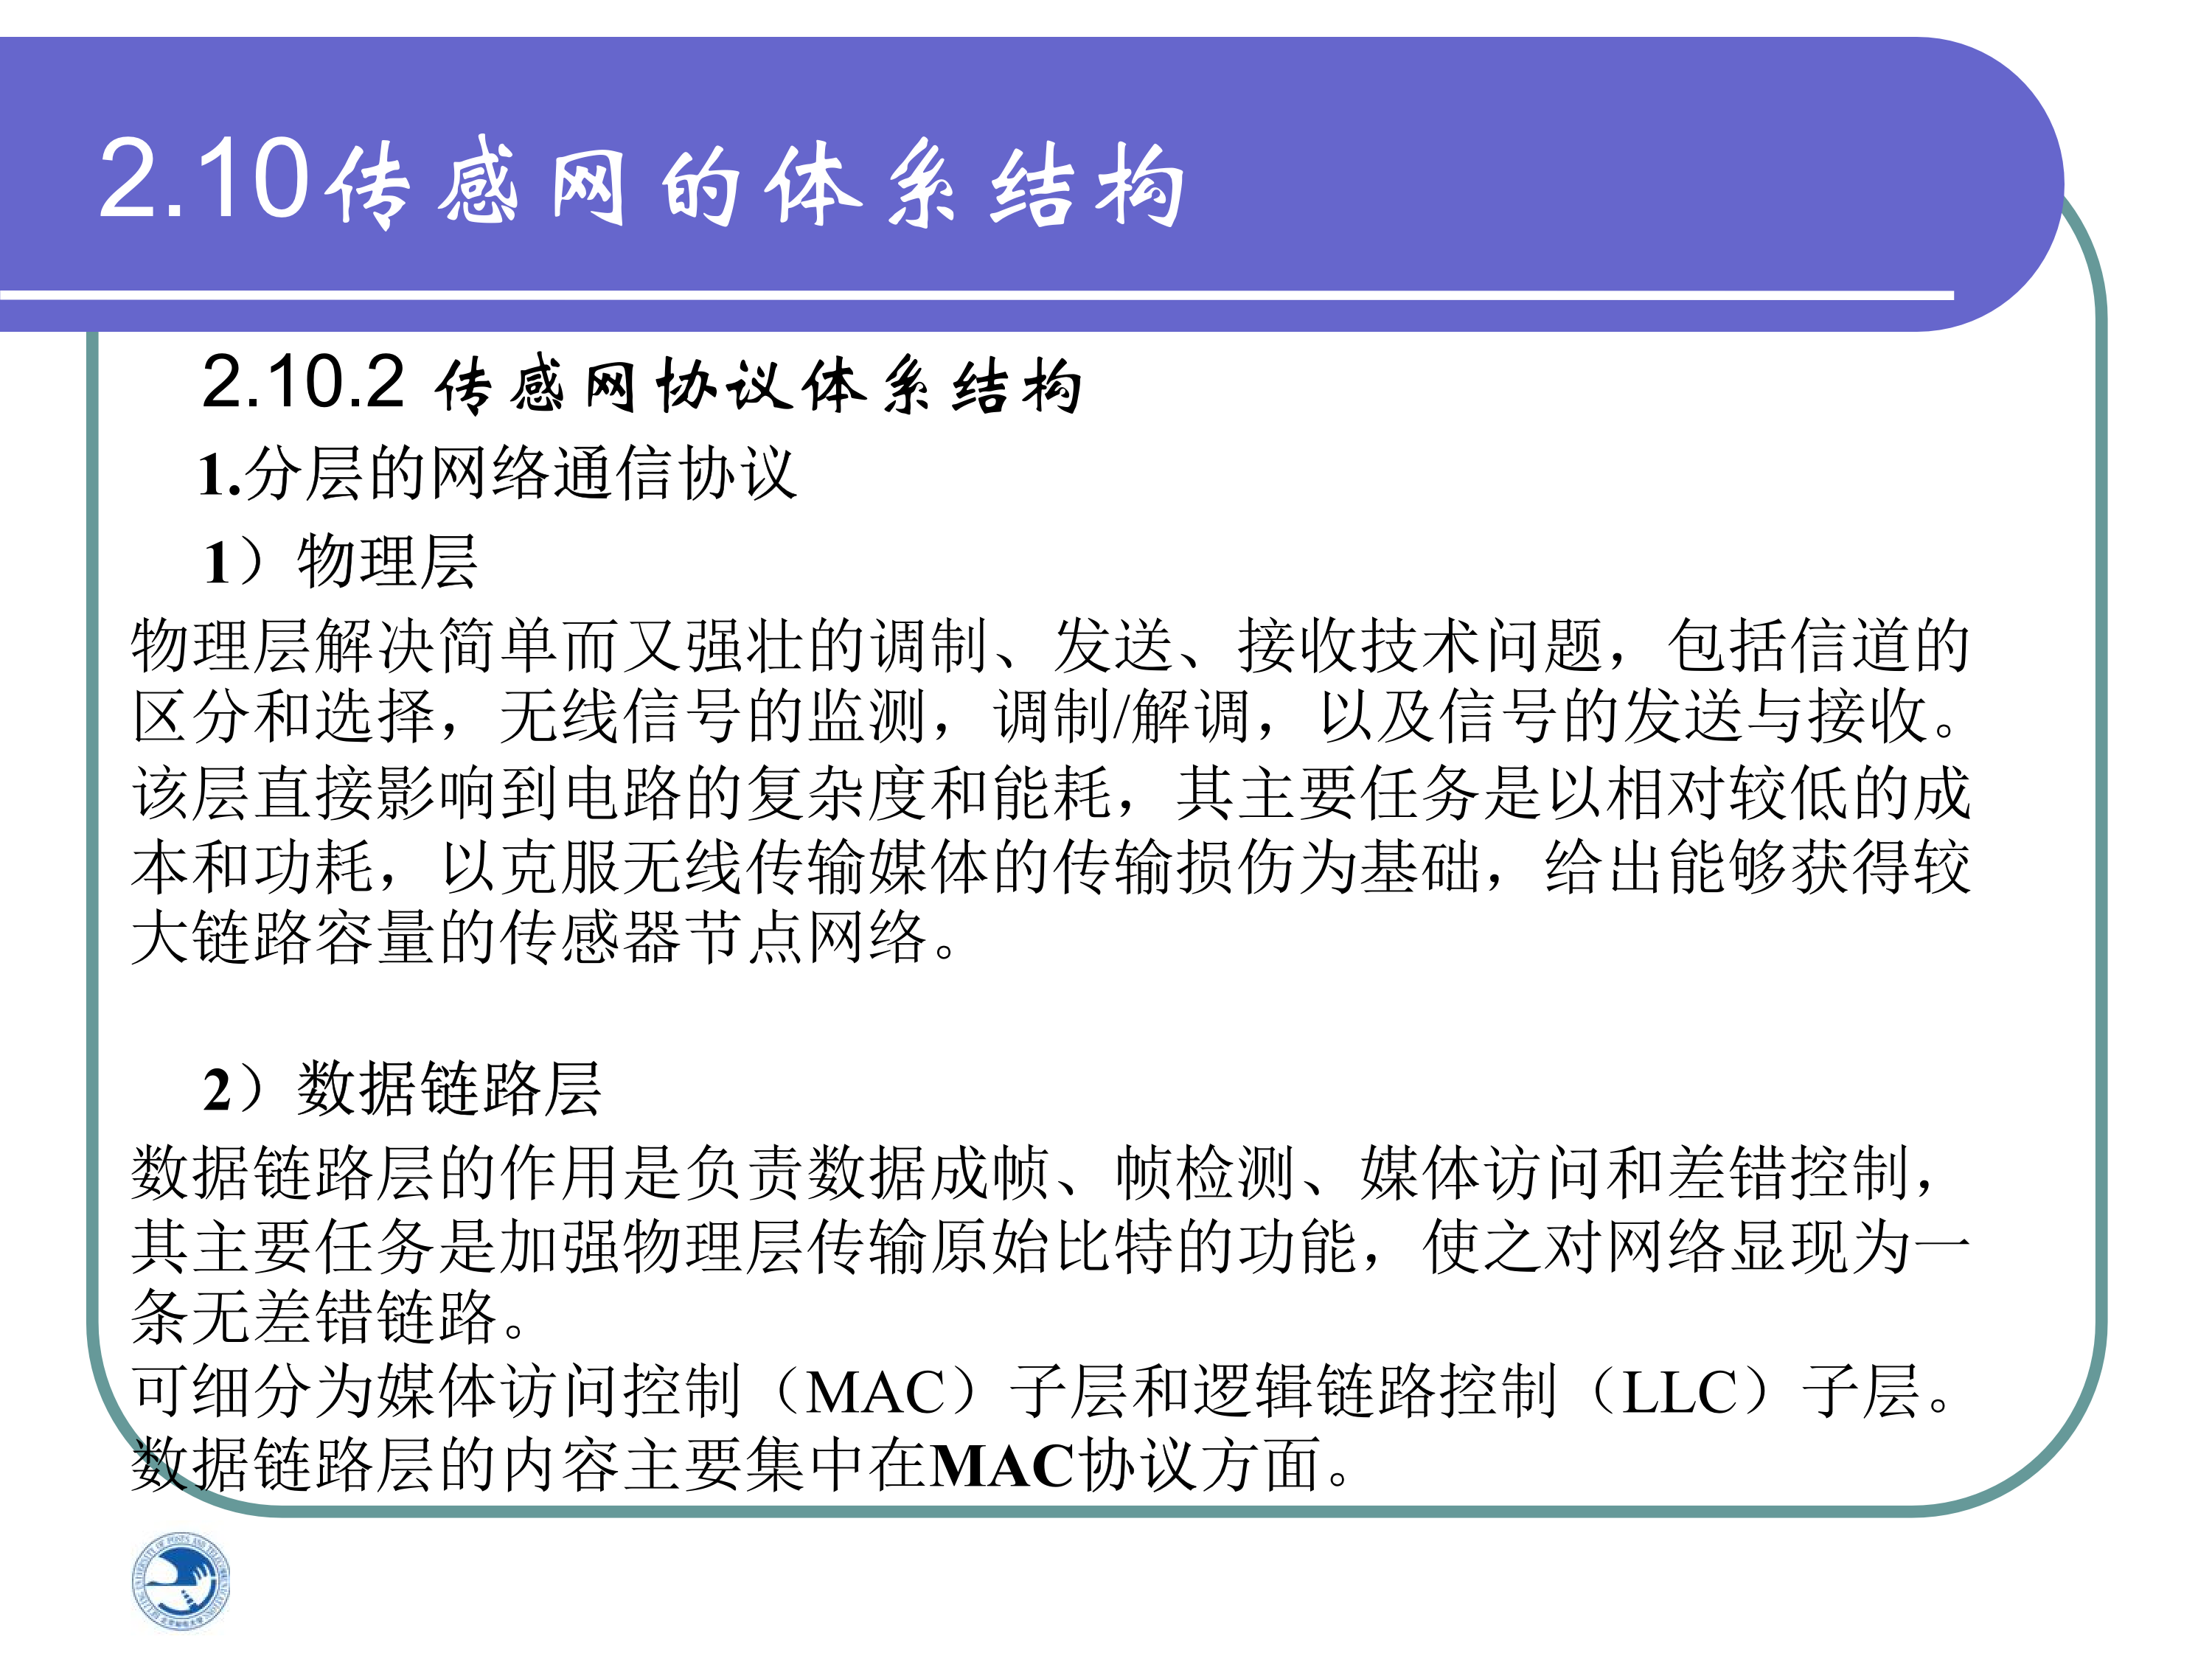 2.10传感网的体系结构
2.10.2 传感网协议体系结构
1.分层的网络通信协议
1）物理层
物理层解决简单而又强壮的调制、发送、接收技术问题，包括信道的
区分和选择，无线信号的监测，调制/解调，以及信号的发送与接收。
该层直接影响到电路的复杂度和能耗，其主要任务是以相对较低的成
本和功耗，以克服无线传输媒体的传输损伤为基础，给出能够获得较
大链路容量的传感器节点网络。
2）数据链路层
数据链路层的作用是负责数据成帧、帧检测、媒体访问和差错控制，
其主要任务是加强物理层传输原始比特的功能，使之对网络显现为一
条无差错链路。
可细分为媒体访问控制（MAC）子层和逻辑链路控制（LLC）子层。
数据链路层的内容主要集中在MAC协议方面。